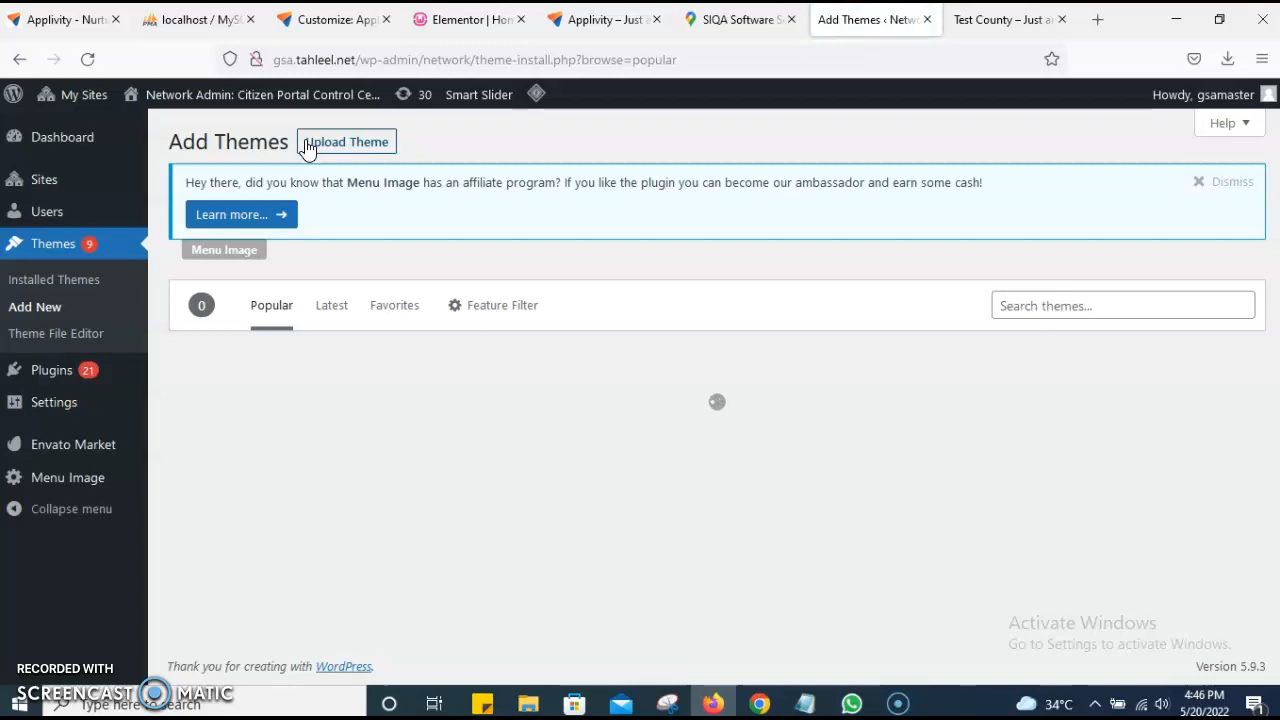 Applivity - Nurt
localhost / MySQ
Customize: Appl
Elementor | Hon
Applivity – Just a
SIQA Software S
Add Themes ‹ Netwo
Test County – Just a
gsa.tahleel.net/wp-admin/network/theme-install.php?browse=popular
My Sites
Network Admin: Citizen Portal Control Ce...
30
Smart Slider
Howdy, gsamaster
Dashboard
Sites
Users
Themes 9
Installed Themes
Add New
Theme File Editor
Plugins 21
Settings
Envato Market
Menu Image
Collapse menu
Add Themes
Upload Theme
Help
Hey there, did you know that Menu Image has an affiliate program? If you like the plugin you can become our ambassador and earn some cash!
Dismiss
Learn more... →
Menu Image
0
Popular
Latest
Favorites
Feature Filter
Search themes...
Activate Windows
Go to Settings to activate Windows.
Thank you for creating with WordPress.
Version 5.9.3
RECORDED WITH
SCREENCAST MATIC
Type here to search
34°C
4:46 PM
5/20/2022